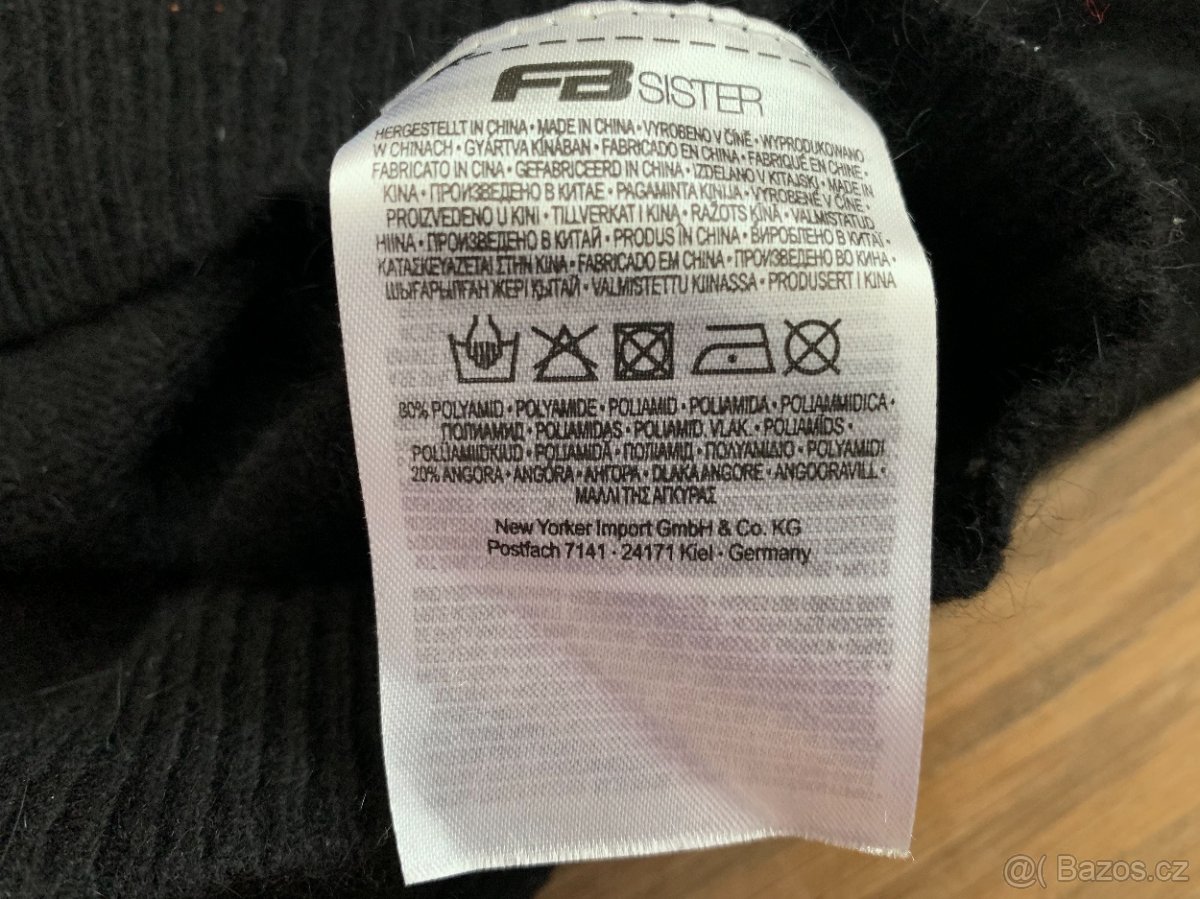 FB SISTER
HERGESTELLT IN CHINA • MADE IN CHINA • VYROBENO V ČÍNĚ • WYPRODUKOWANO
W CHINACH • GYÁRTVA KÍNÁBAN • FABRICADO EN CHINA • FABRIQUÉ EN CHINE •
FABRICATO IN CINA • GEFABRICEERD IN CHINA • IZDELANO V KITAJSKI • MADE IN
KINA • ПРОИЗВЕДЕНО В КИТАЕ • PAGAMINTA KINIJA • VYROBENÉ V ČÍNE •
PROIZVEDENO U KINI • TILLVERKAT I KINA • RAŽOTS ĶĪNĀ • VALMISTATUD
HIINA • ПРОИЗВЕДЕНО В КИТАЙ • PRODUS IN CHINA • ВИРОБЛЕНО В КИТАЇ •
ΚΑΤΑΣΚΕΥΑΖΕΤΑΙ ΣΤΗΝ ΚΙΝΑ • FABRICADO EM CHINA • ПРОИЗВЕДЕНО ВО КИНА •
ШЫҒАРЫЛҒАН ЖЕРІ ҚЫТАЙ • VALMISTETTU KIINASSA • PRODUSERT I KINA
80% POLYAMID • POLYAMIDE • POLIAMID • POLIAMIDA • POLIAMMIDICA •
ПОЛИАМИД • POLIAMIDAS • POLIAMID. VLAK. • POLIAMĪDS •
POLÜAMIIDKIUD • POLIAMIDĂ • ПОЛІАМІД • ΠΟΛΥΑΜΙΔΙΟ • POLYAMIDI
20% ANGORA • ANGÓRA • АНГОРА • DLAKA ANGORE • ANGOORAVILL •
ΜΑΛΛΙ ΤΗΣ ΑΓΚΥΡΑΣ
New Yorker Import GmbH & Co. KG
Postfach 7141 · 24171 Kiel · Germany
@( Bazos.cz